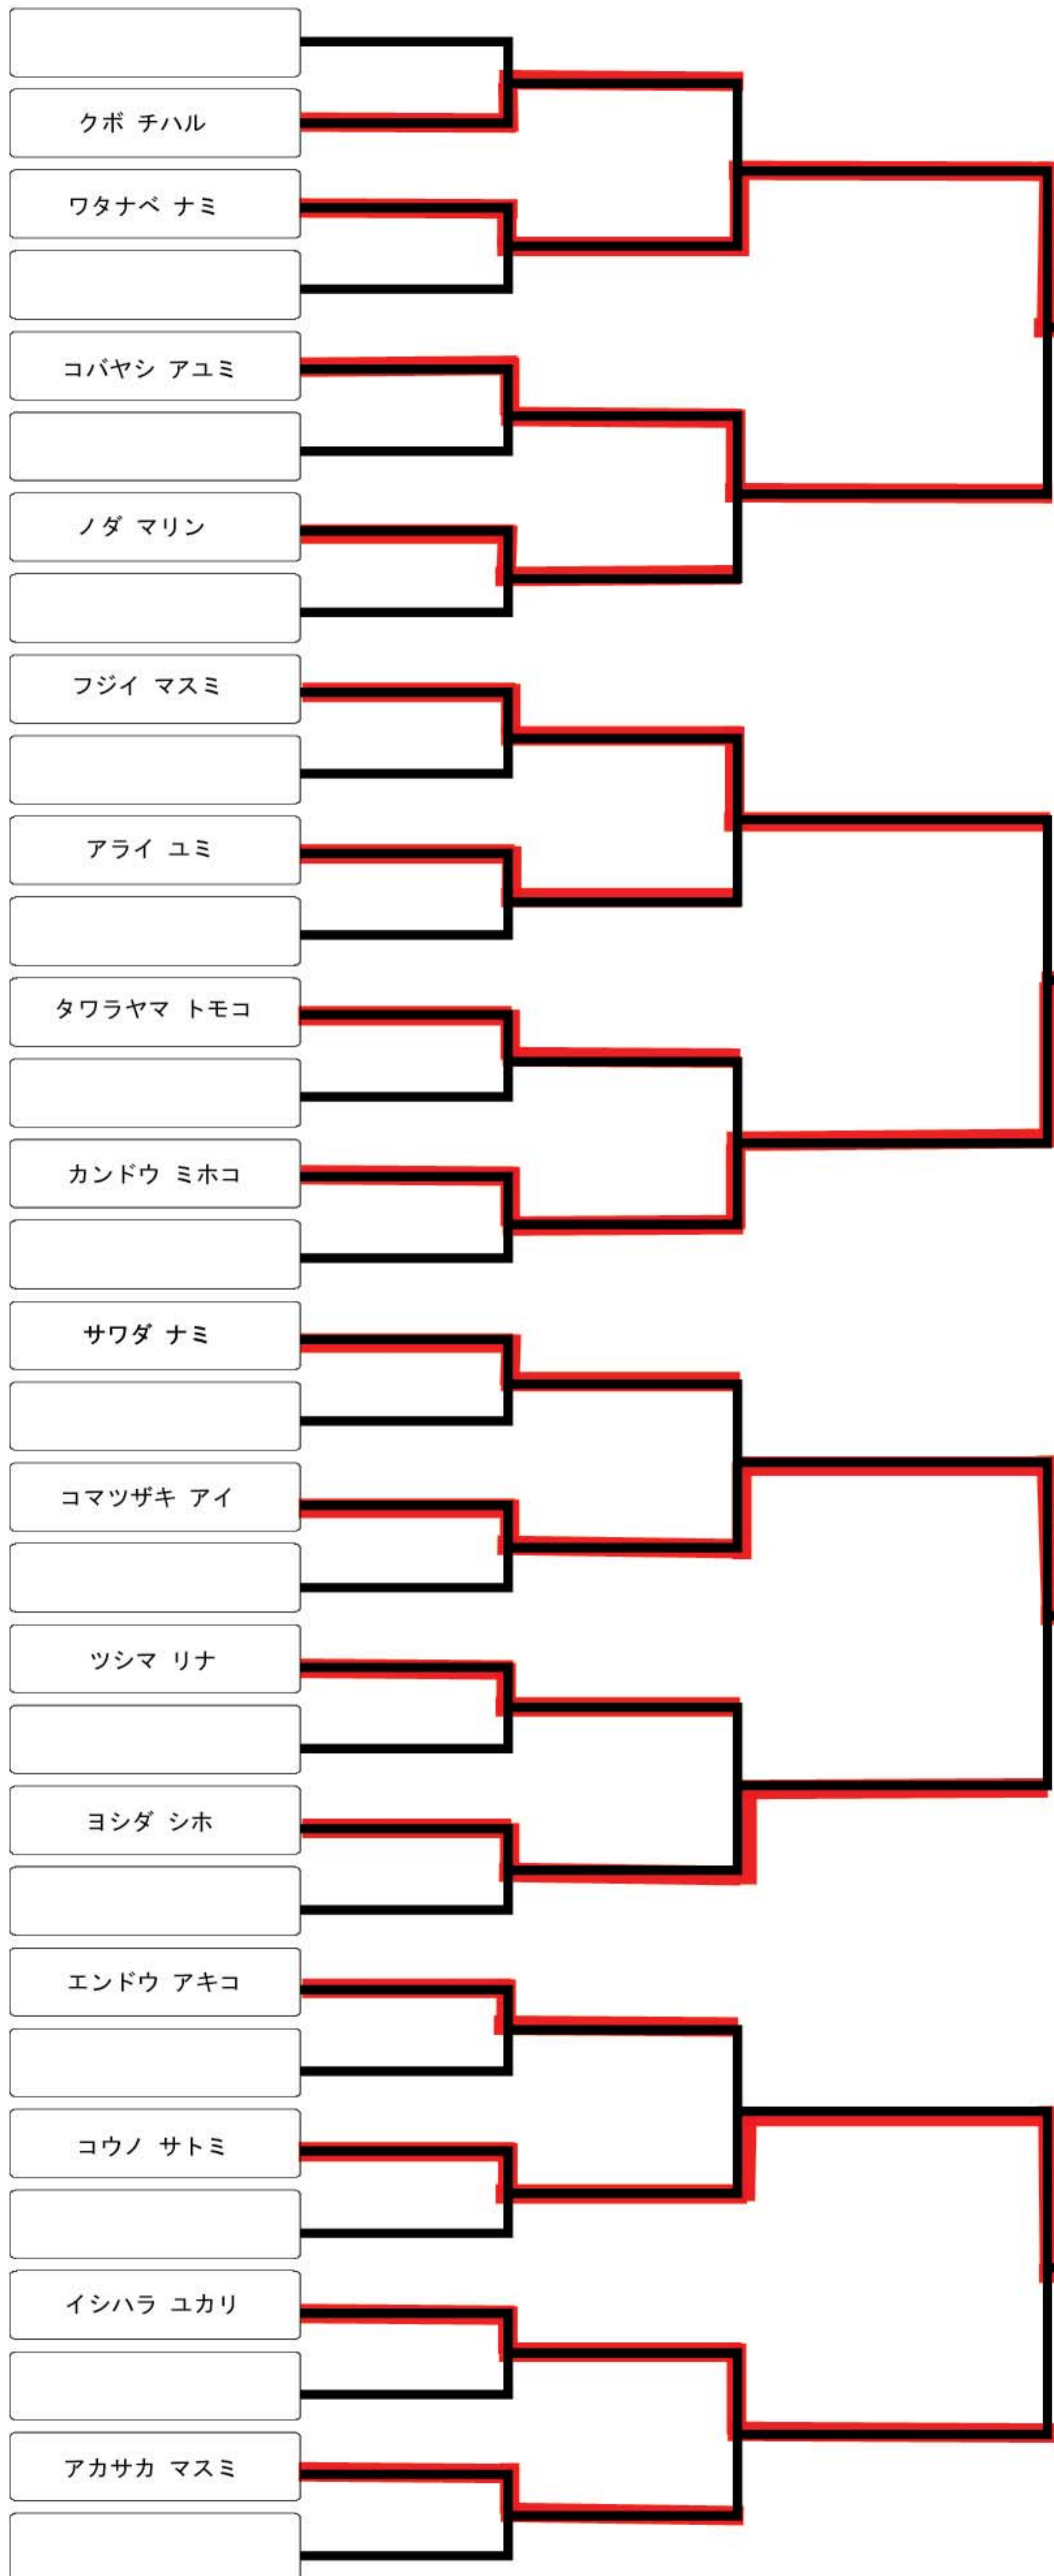 クボ チハル
ワタナベ ナミ
コバヤシ アユミ
ノダ マリン
フジイ マスミ
アライ ユミ
タワラヤマ トモコ
カンドウ ミホコ
サワダ ナミ
コマツザキ アイ
ツシマ リナ
ヨシダ シホ
エンドウ アキコ
コウノ サトミ
イシハラ ユカリ
アカサカ マスミ